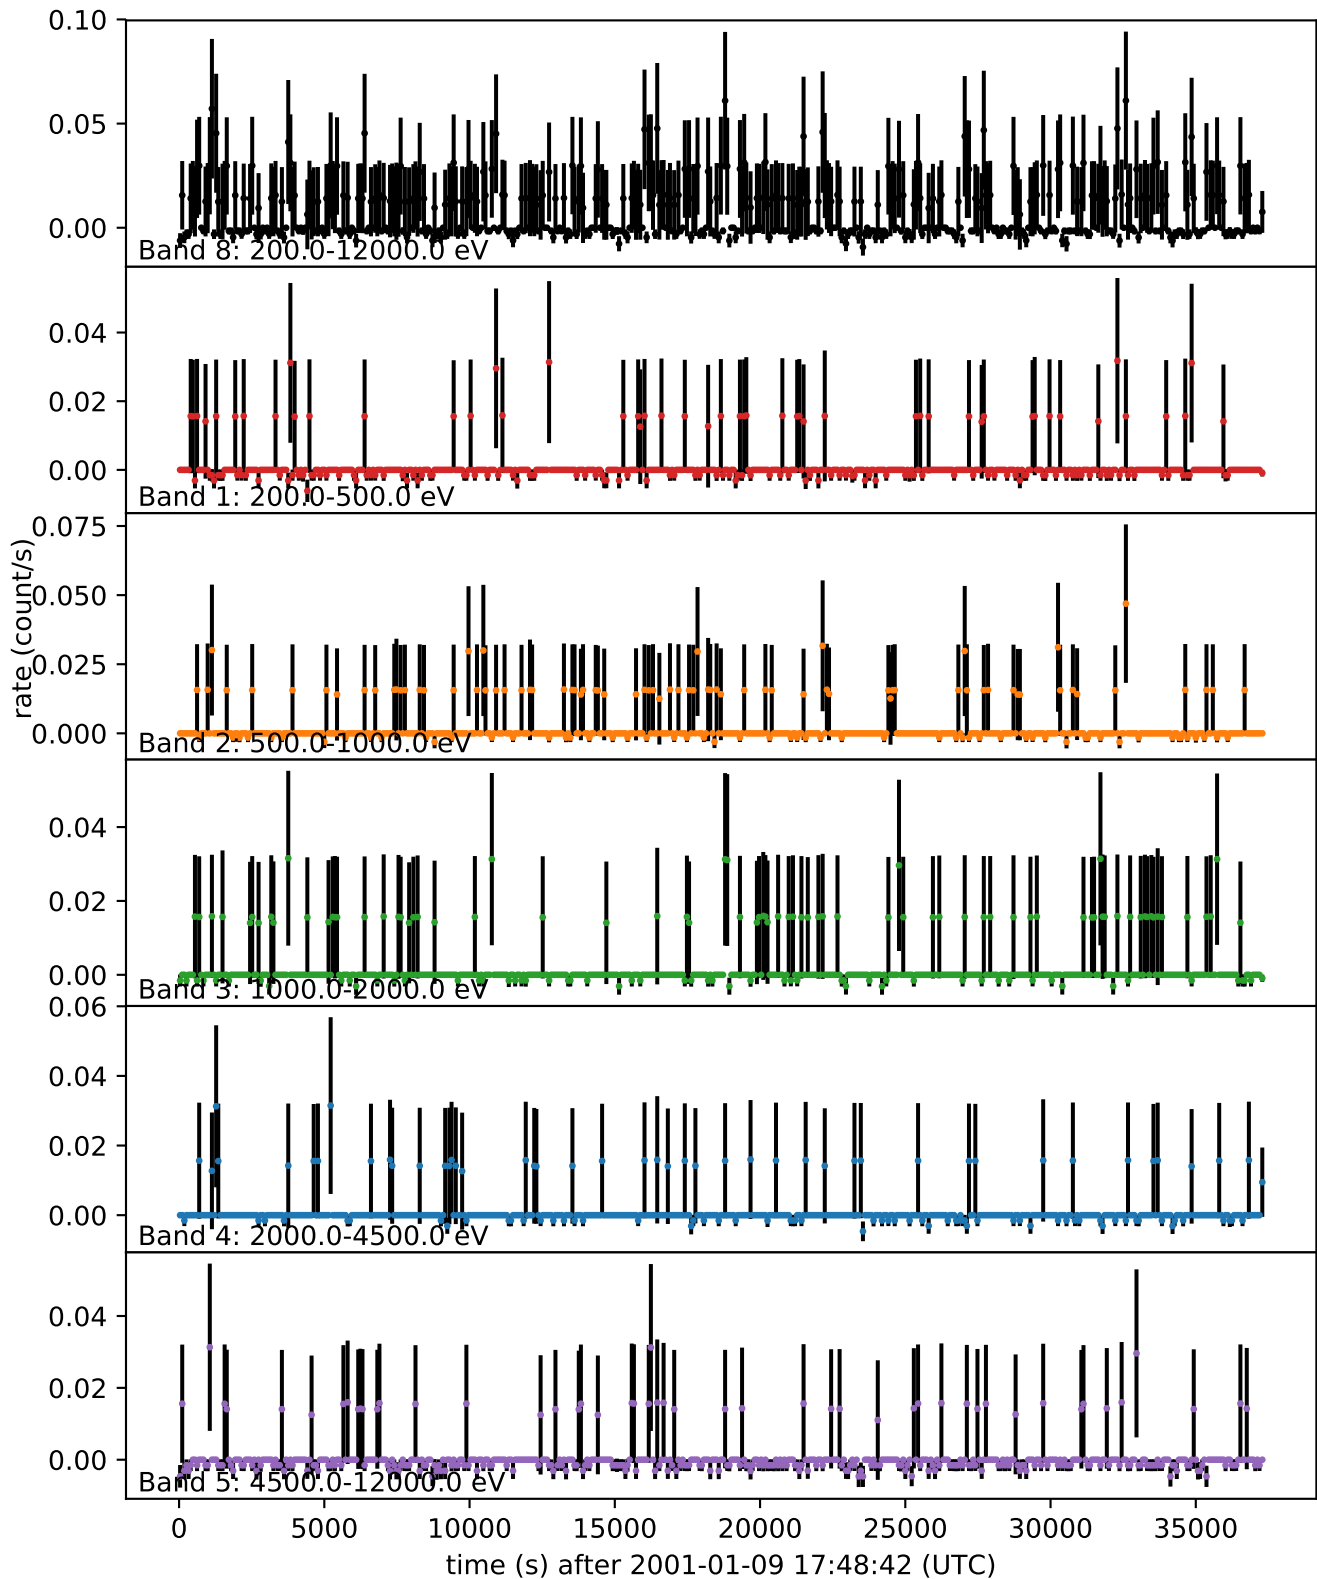 0.10
0.05
0.00
Band 8: 200.0-12000.0 eV
0.04
0.02
0.00
Band 1: 200.0-500.0 eV
rate (count/s)
0.075
0.050
0.025
0.000
Band 2: 500.0-1000.0 eV
0.04
0.02
0.00
Band 3: 1000.0-2000.0 eV
0.06
0.04
0.02
0.00
Band 4: 2000.0-4500.0 eV
0.04
0.02
0.00
Band 5: 4500.0-12000.0 eV
0 5000 10000 15000 20000 25000 30000 35000
time (s) after 2001-01-09 17:48:42 (UTC)